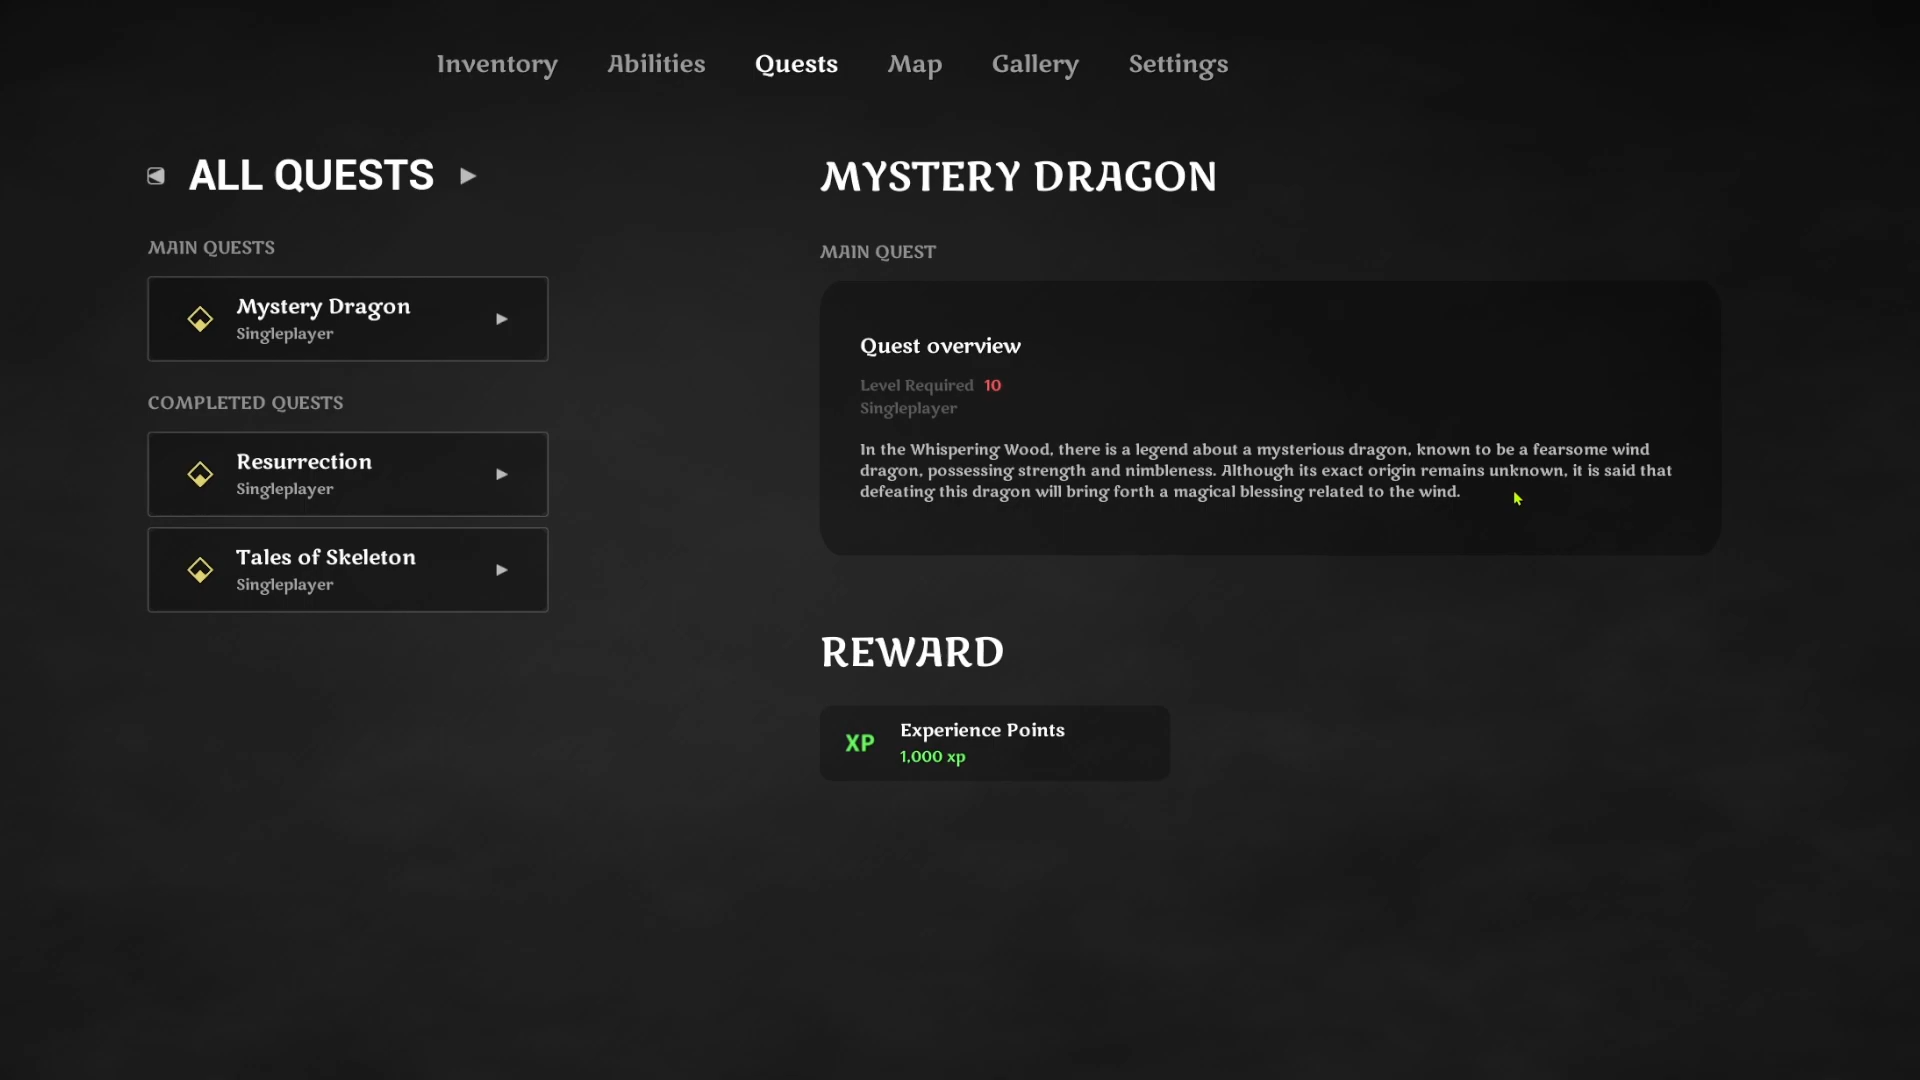 Inventory Abilities Quests Map Gallery Settings
ALL QUESTS
MAIN QUESTS
Mystery Dragon
Singleplayer
COMPLETED QUESTS
Resurrection
Singleplayer
Tales of Skeleton
Singleplayer
MYSTERY DRAGON
MAIN QUEST
Quest overview
Level Required 10
Singleplayer
In the Whispering Wood, there is a legend about a mysterious dragon, known to be a fearsome wind
dragon, possessing strength and nimbleness. Although its exact origin remains unknown, it is said that
defeating this dragon will bring forth a magical blessing related to the wind.
REWARD
XP
Experience Points
1,000 xp